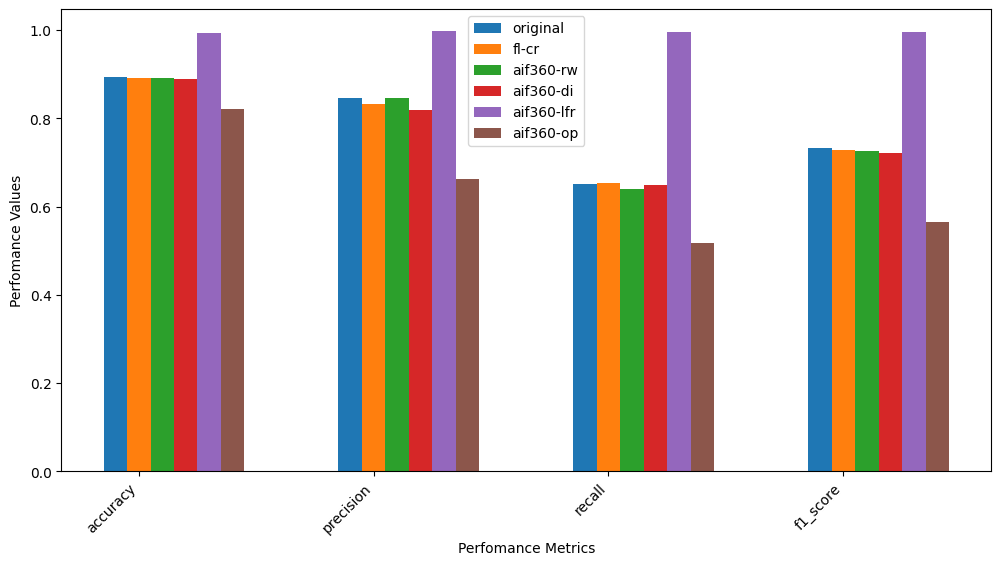 1.0
0.8
0.6
0.4
0.2
0.0
Perfomance Values
original
fl-cr
aif360-rw
aif360-di
aif360-lfr
aif360-op
accuracy
precision
recall
f1_score
Perfomance Metrics